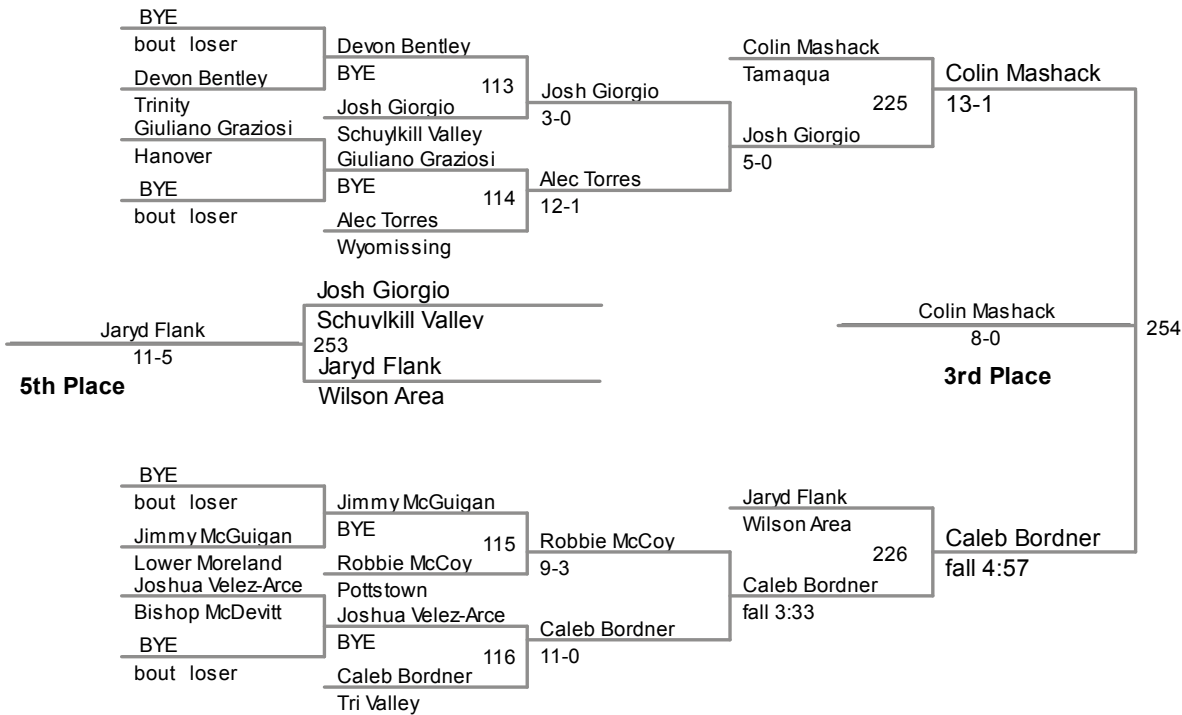 BYE
bout loser
Devon Bentley
Trinity
Giuliano Graziosi
Hanover
BYE
bout loser
Devon Bentley
BYE
113
Josh Giorgio
Schuylkill Valley
Giuliano Graziosi
BYE
114
Alec Torres
Wyomissing
Josh Giorgio
3-0
Alec Torres
12-1
Colin Mashack
Tamaqua
225
Josh Giorgio
5-0
Colin Mashack
13-1
Josh Giorgio
Schuylkill Valley
253
Jaryd Flank
Wilson Area
Jaryd Flank
11-5
5th Place
Colin Mashack
8-0
3rd Place
254
BYE
bout loser
Jimmy McGuigan
Lower Moreland
Joshua Velez-Arce
Bishop McDevitt
BYE
bout loser
Jimmy McGuigan
BYE
115
Robbie McCoy
Pottstown
Joshua Velez-Arce
BYE
116
Caleb Bordner
Tri Valley
Robbie McCoy
9-3
Caleb Bordner
11-0
Jaryd Flank
Wilson Area
226
Caleb Bordner
fall 3:33
Caleb Bordner
fall 4:57